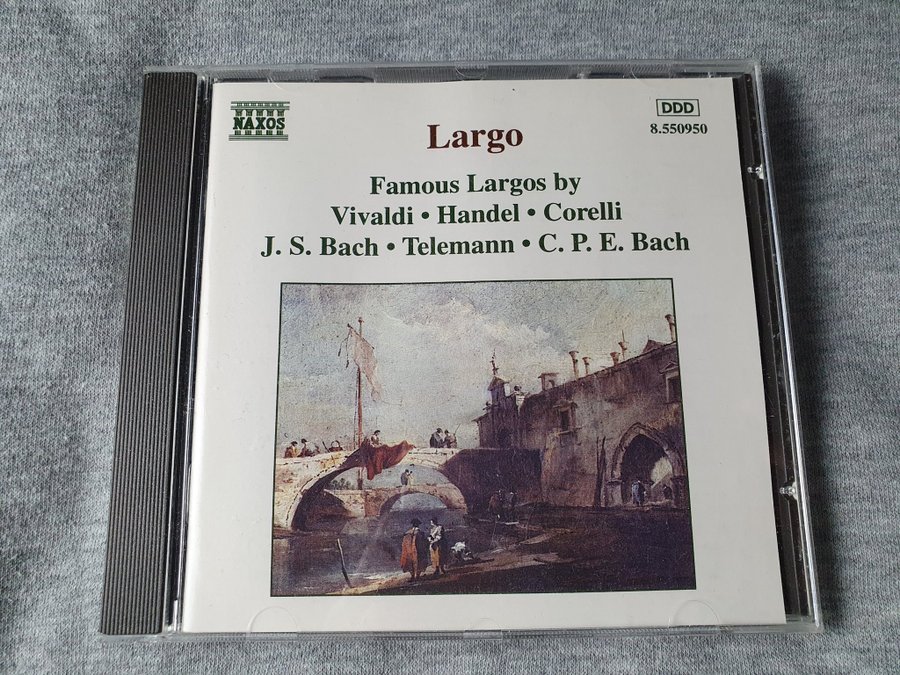 NAXOS
DDD
8.550950
Largo
Famous Largos by
Vivaldi • Handel • Corelli
J. S. Bach • Telemann • C. P. E. Bach